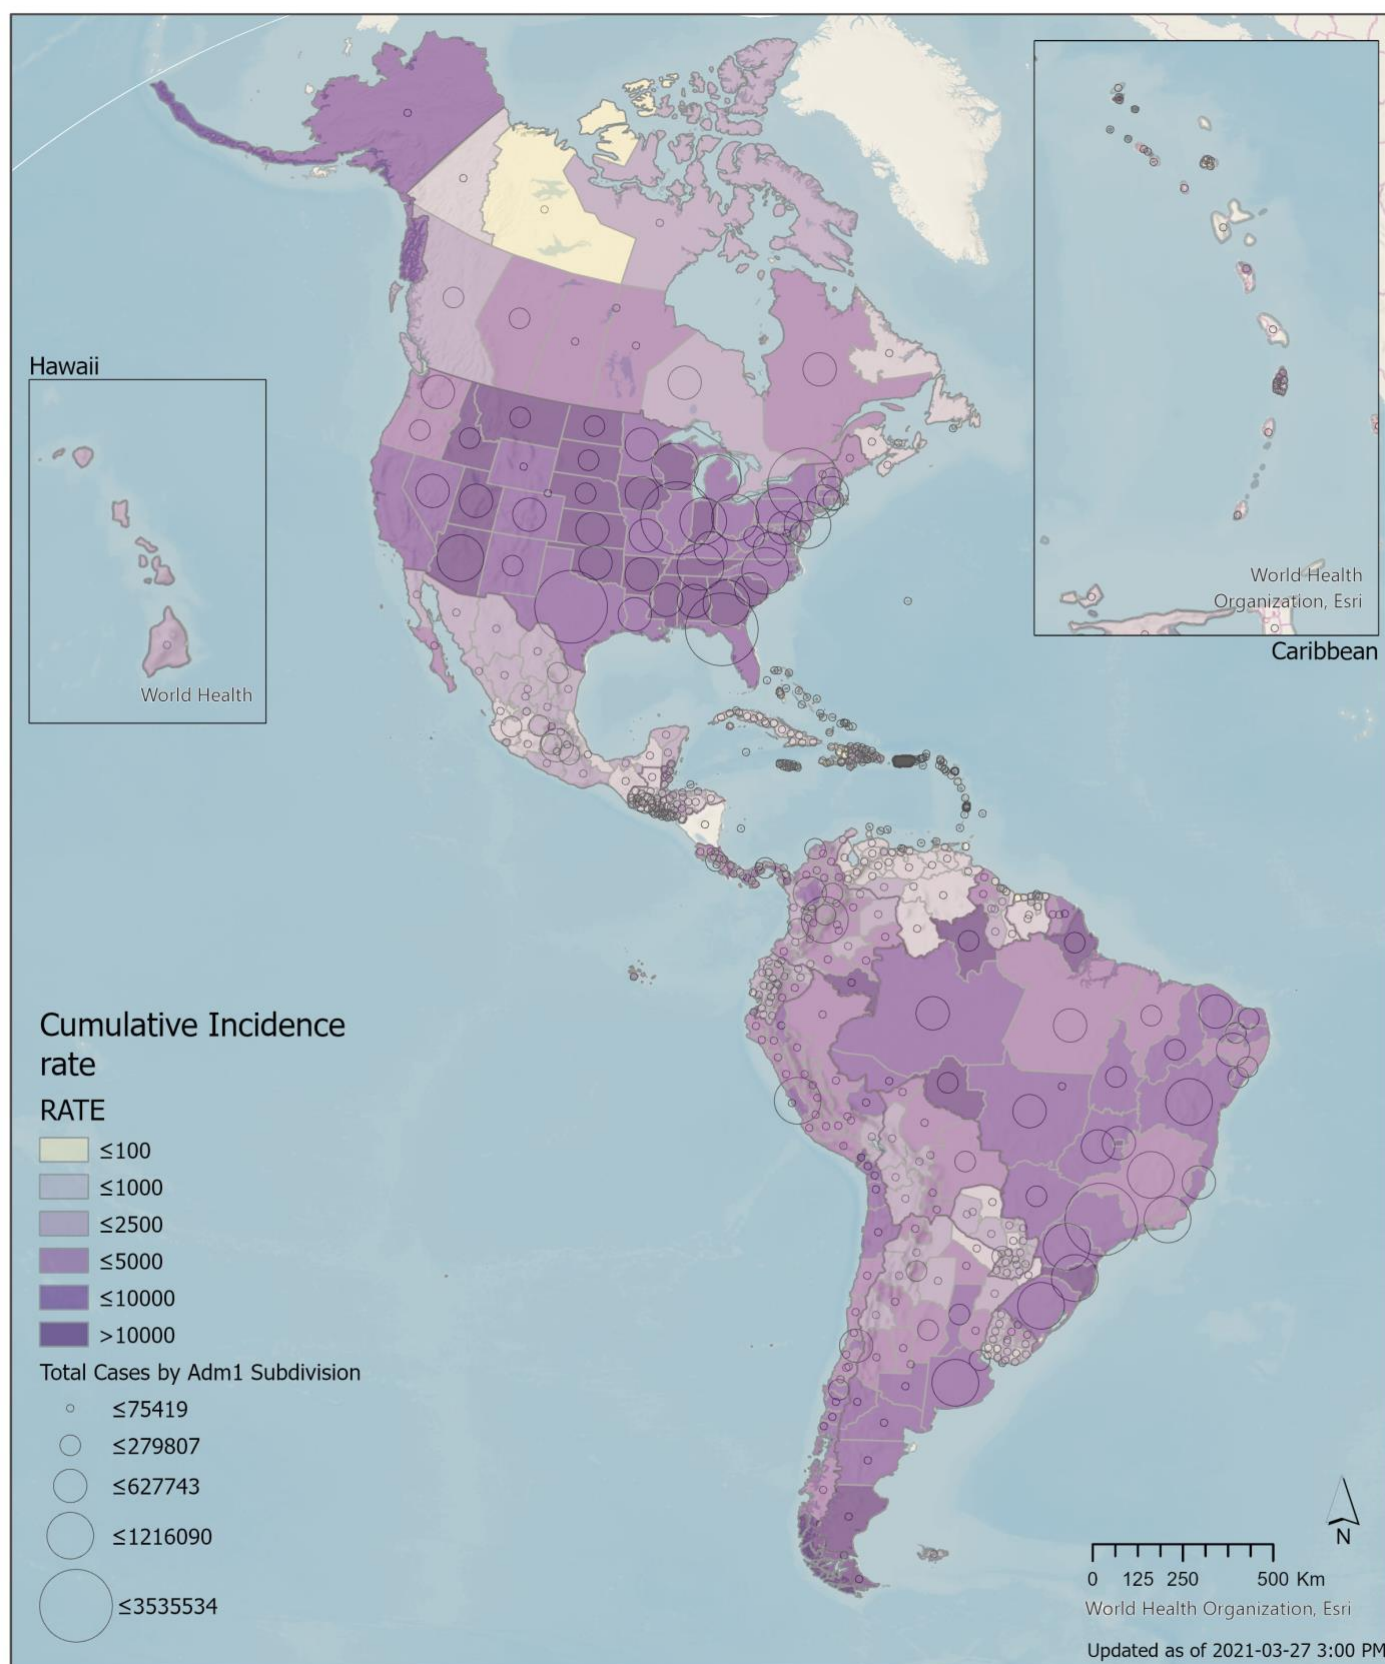 Hawaii
World Health
World Health
Organization, Esri
Caribbean
Cumulative Incidence
rate
RATE
≤100
≤1000
≤2500
≤5000
≤10000
>10000
Total Cases by Adm1 Subdivision
≤75419
≤279807
≤627743
≤1216090
≤3535534
N
0 125 250 500 Km
World Health Organization, Esri
Updated as of 2021-03-27 3:00 PM